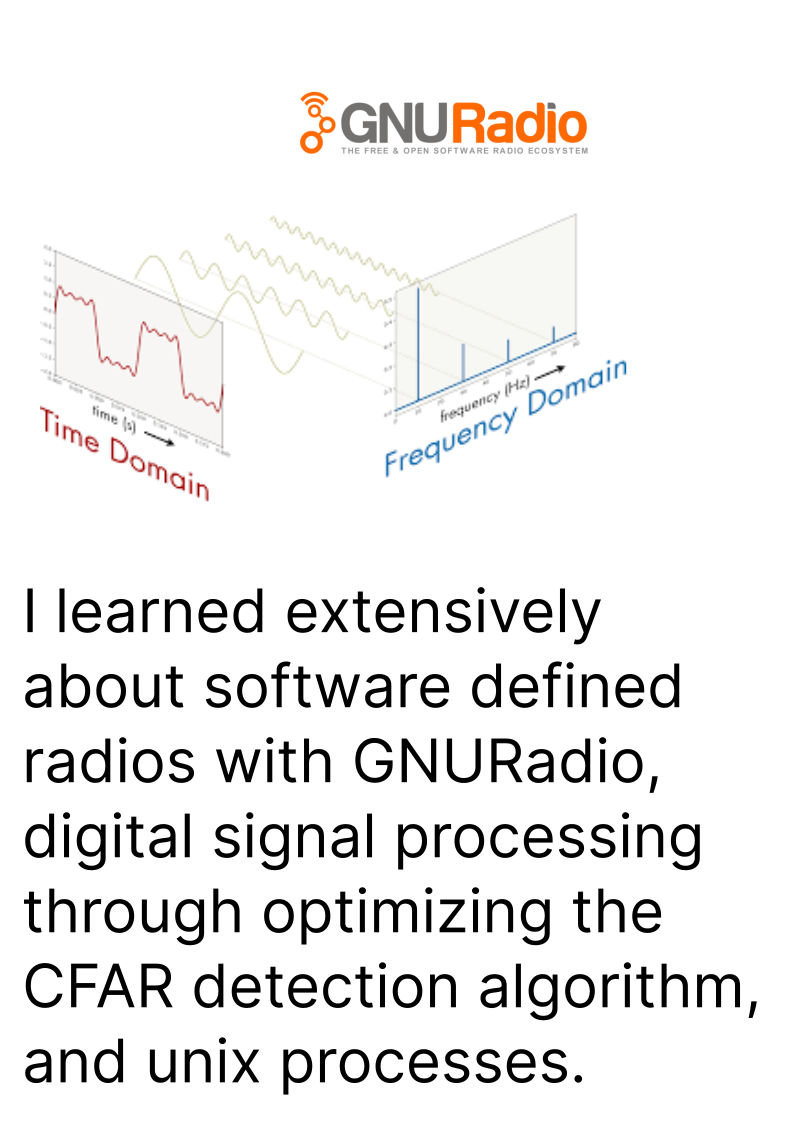 GNURadio
THE FREE & OPEN SOFTWARE RADIO ECOSYSTEM
time (s)
Time Domain
frequency (Hz)
Frequency Domain
I learned extensively
about software defined
radios with GNURadio,
digital signal processing
through optimizing the
CFAR detection algorithm,
and unix processes.